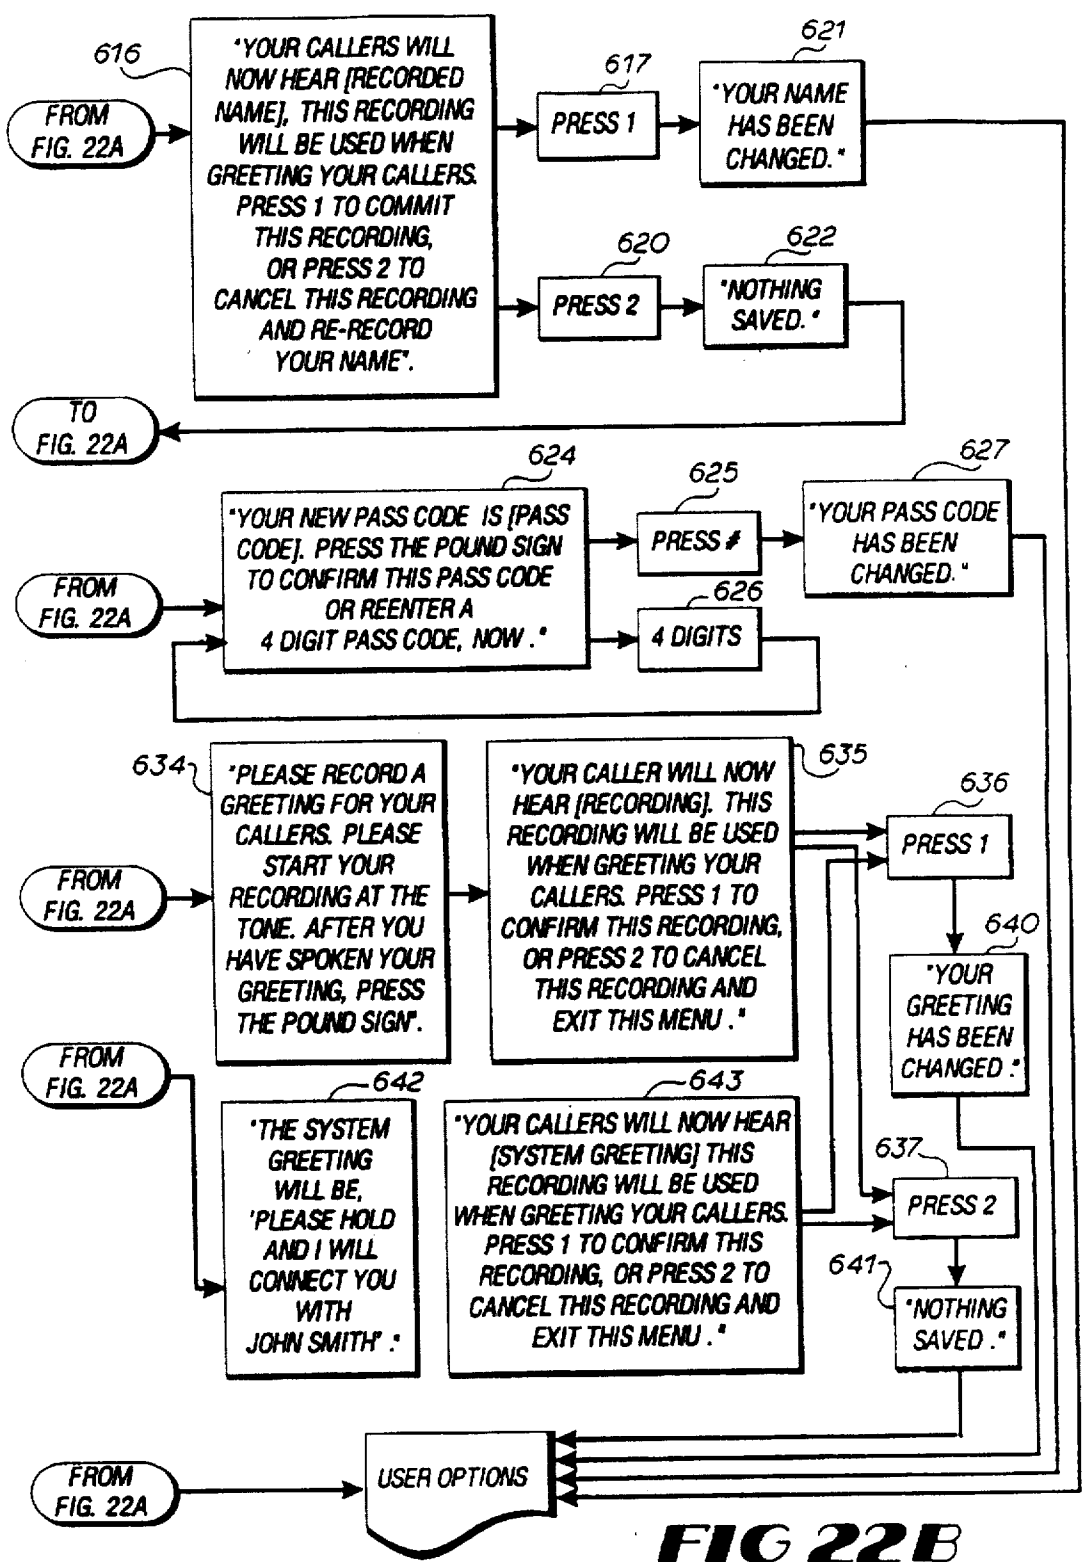 616
"YOUR CALLERS WILL
NOW HEAR [RECORDED
NAME], THIS RECORDING
WILL BE USED WHEN
GREETING YOUR CALLERS.
PRESS 1 TO COMMIT
THIS RECORDING,
OR PRESS 2 TO
CANCEL THIS RECORDING
AND RE-RECORD
YOUR NAME".
FROM
FIG. 22A
617
PRESS 1
621
"YOUR NAME
HAS BEEN
CHANGED."
620
PRESS 2
622
"NOTHING
SAVED."
TO
FIG. 22A
624
"YOUR NEW PASS CODE IS [PASS
CODE]. PRESS THE POUND SIGN
TO CONFIRM THIS PASS CODE
OR REENTER A
4 DIGIT PASS CODE, NOW ."
FROM
FIG. 22A
625
PRESS #
627
"YOUR PASS CODE
HAS BEEN
CHANGED."
626
4 DIGITS
634
"PLEASE RECORD A
GREETING FOR YOUR
CALLERS. PLEASE
START YOUR
RECORDING AT THE
TONE. AFTER YOU
HAVE SPOKEN YOUR
GREETING, PRESS
THE POUND SIGN".
FROM
FIG. 22A
635
"YOUR CALLER WILL NOW
HEAR [RECORDING]. THIS
RECORDING WILL BE USED
WHEN GREETING YOUR
CALLERS. PRESS 1 TO
CONFIRM THIS RECORDING,
OR PRESS 2 TO CANCEL
THIS RECORDING AND
EXIT THIS MENU ."
636
PRESS 1
640
"YOUR
GREETING
HAS BEEN
CHANGED ."
FROM
FIG. 22A
642
"THE SYSTEM
GREETING
WILL BE,
'PLEASE HOLD
AND I WILL
CONNECT YOU
WITH
JOHN SMITH' ."
643
"YOUR CALLERS WILL NOW HEAR
[SYSTEM GREETING] THIS
RECORDING WILL BE USED
WHEN GREETING YOUR CALLERS.
PRESS 1 TO CONFIRM THIS
RECORDING, OR PRESS 2 TO
CANCEL THIS RECORDING AND
EXIT THIS MENU ."
637
PRESS 2
641
"NOTHING
SAVED ."
FROM
FIG. 22A
USER OPTIONS
FIG 22B